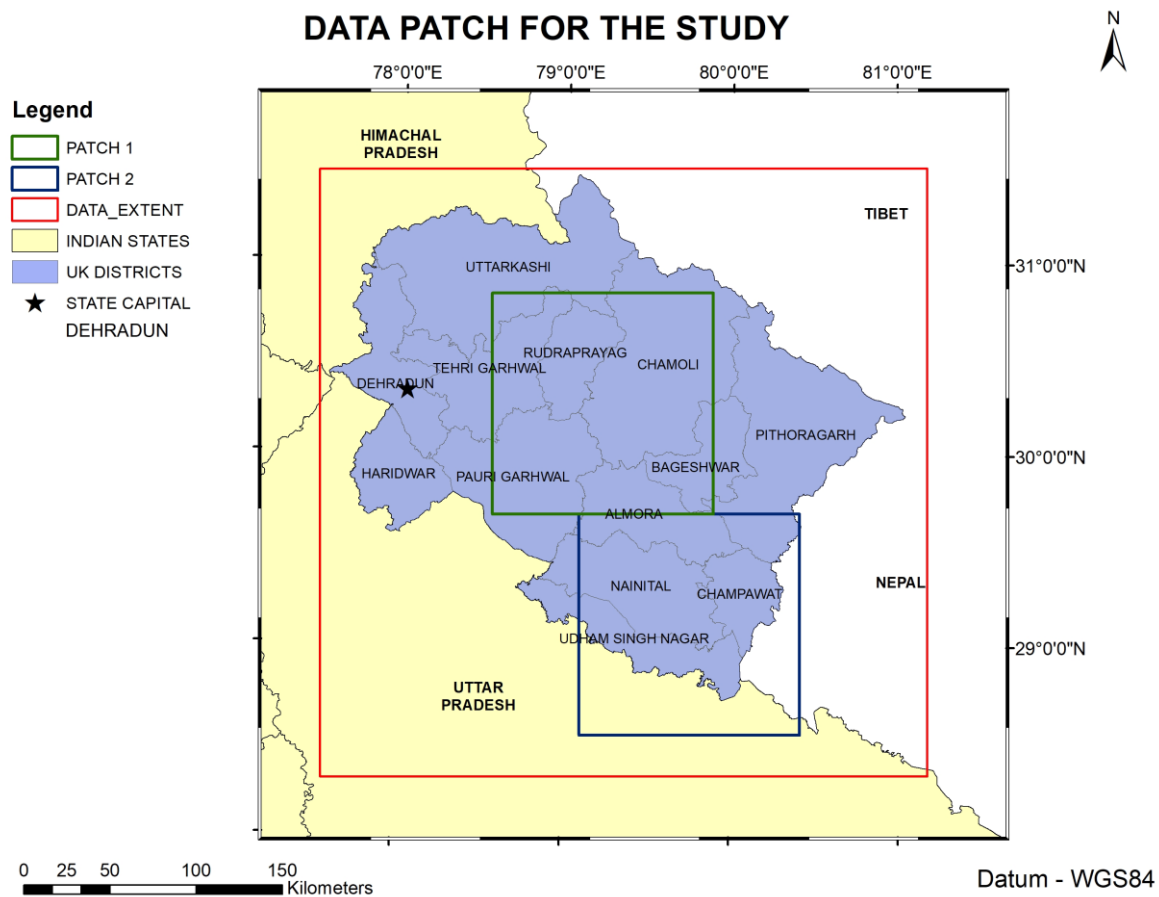 DATA PATCH FOR THE STUDY
N
78°0'0"E
79°0'0"E
80°0'0"E
81°0'0"E
Legend
PATCH 1
PATCH 2
DATA_EXTENT
INDIAN STATES
UK DISTRICTS
STATE CAPITAL
DEHRADUN
HIMACHAL
PRADESH
TIBET
UTTARKASHI
31°0'0"N
RUDRAPRAYAG
CHAMOLI
TEHRI GARHWAL
DEHRADUN
PITHORAGARH
30°0'0"N
HARIDWAR
PAURI GARHWAL
BAGESHWAR
ALMORA
NAINITAL
CHAMPAWAT
NEPAL
UDHAM SINGH NAGAR
29°0'0"N
UTTAR
PRADESH
0 25 50 100 150
Kilometers
Datum - WGS84